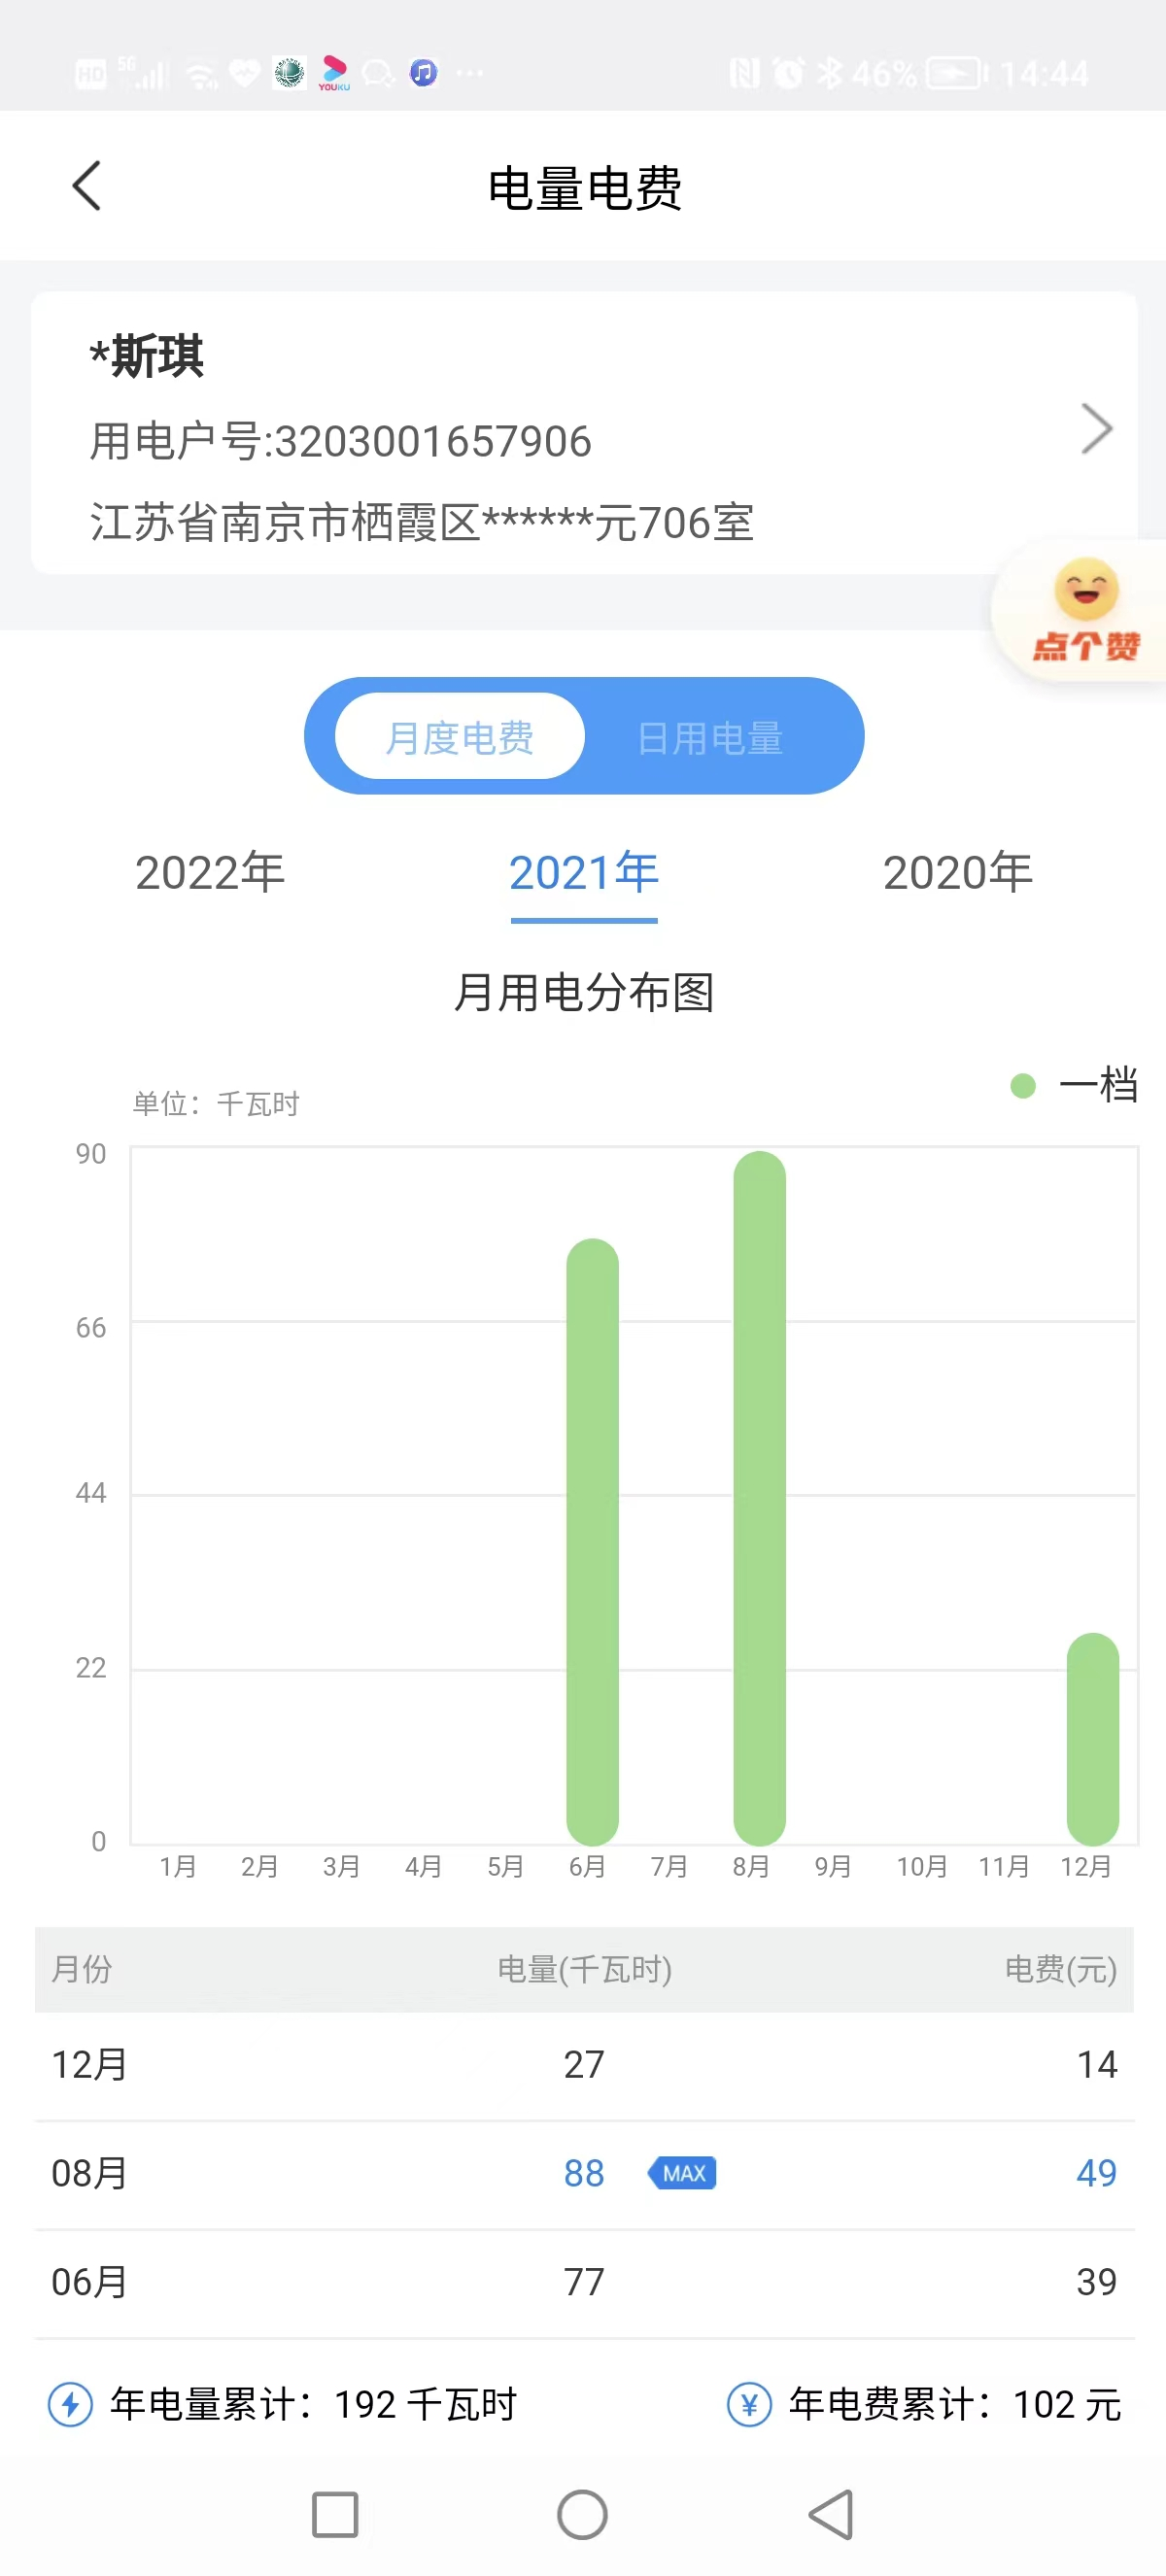 HD 5G YOUKU 46% 14:44
电量电费
*斯琪
用电户号:3203001657906
江苏省南京市栖霞区******元706室
点个赞
月度电费 日用电量
2022年 2021年 2020年
月用电分布图
一档
单位：千瓦时
90
66
44
22
0
1月 2月 3月 4月 5月 6月 7月 8月 9月 10月 11月 12月
月份 电量(千瓦时) 电费(元)
12月 27 14
08月 88 MAX 49
06月 77 39
年电量累计：192 千瓦时 ¥ 年电费累计：102 元